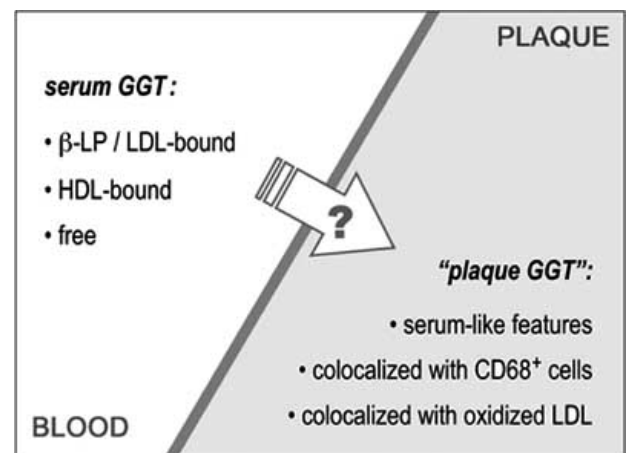 PLAQUE
serum GGT:
• β-LP / LDL-bound
• HDL-bound
• free
?
“plaque GGT”:
• serum-like features
• colocalized with CD68⁺ cells
• colocalized with oxidized LDL
BLOOD